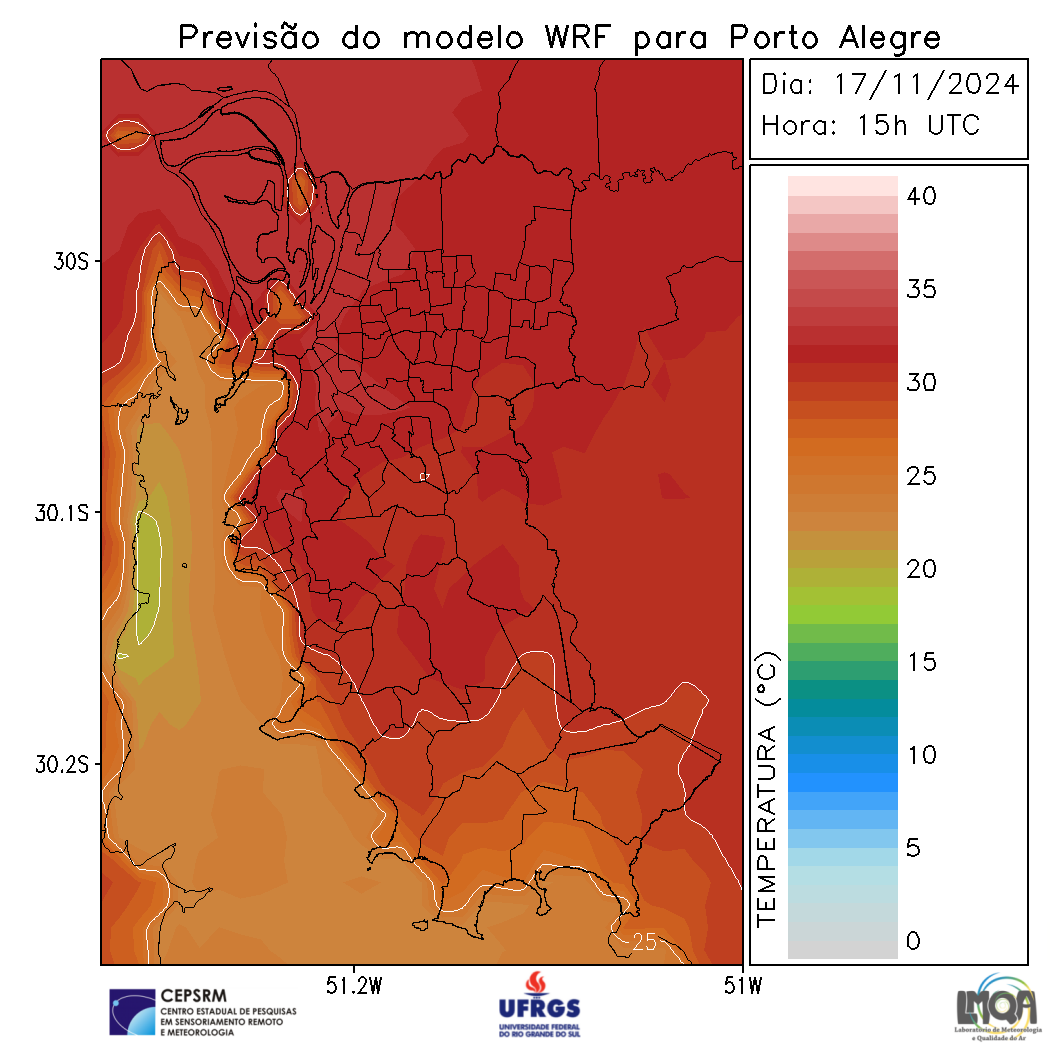 Previsão do modelo WRF para Porto Alegre
Dia: 17/11/2024
Hora: 15h UTC
40
35
30
25
20
15
10
5
0
TEMPERATURA (°C)
30S
30.1S
30.2S
25
51.2W
51W
CEPSRM
CENTRO ESTADUAL DE PESQUISAS
EM SENSORIAMENTO REMOTO
E METEOROLOGIA
UFRGS
UNIVERSIDADE FEDERAL
DO RIO GRANDE DO SUL
LMQA
Laboratório de Meteorologia
e Qualidade do Ar